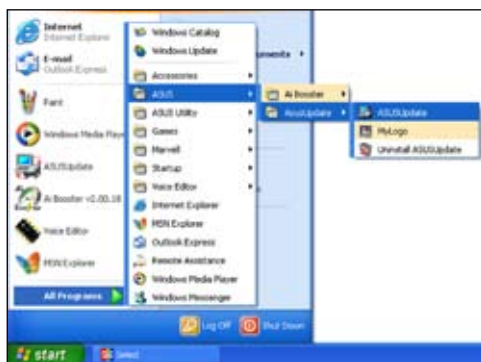 Internet
Internet Explorer
E-mail
Outlook Express
Paint
Windows Media Player
ASUSUpdate
Ai Booster v2.00.18
Voice Editor
MSN Explorer
All Programs
Windows Catalog
Windows Update
Accessories
ASUS
ASUS Utility
Games
Marvell
Startup
Voice Editor
Internet Explorer
MSN Explorer
Outlook Express
Remote Assistance
Windows Media Player
Windows Messenger
Ai Booster
AsusUpdate
ASUSUpdate
MyLogo
Uninstall ASUSUpdate
Log Off
Shut Down
start